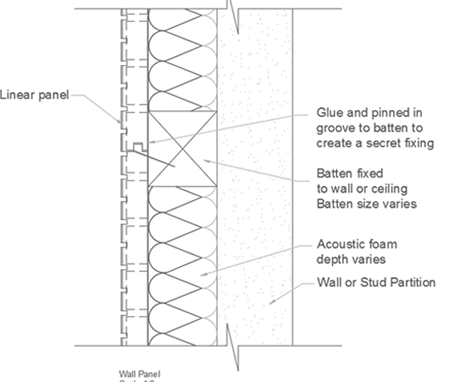 Linear panel
Glue and pinned in
groove to batten to
create a secret fixing
Batten fixed
to wall or ceiling
Batten size varies
Acoustic foam
depth varies
Wall or Stud Partition
Wall Panel